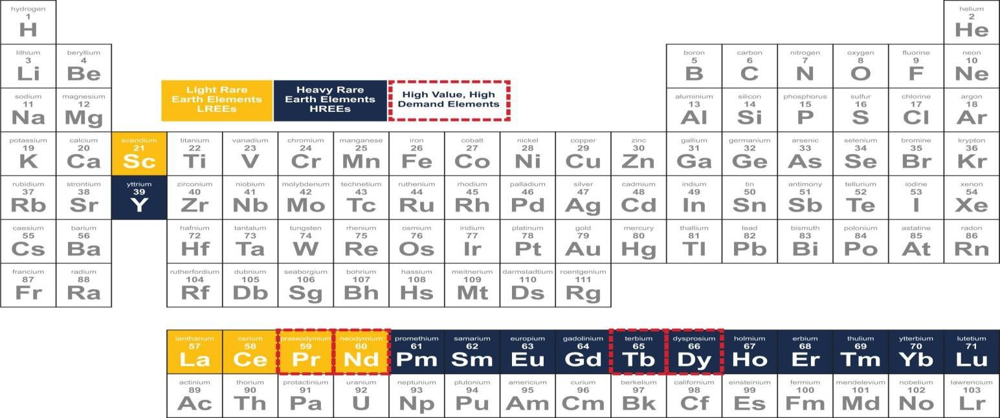 hydrogen helium
1 2
H He
lithium beryllium boron carbon nitrogen oxygen fluorine neon
3 4 5 6 7 8 9 10
Li Be B C N O F Ne
Light Rare Earth Elements LREEs
Heavy Rare Earth Elements HREEs
High Value, High Demand Elements
sodium magnesium aluminium silicon phosphorus sulfur chlorine argon
11 12 13 14 15 16 17 18
Na Mg Al Si P S Cl Ar
potassium calcium scandium titanium vanadium chromium manganese iron cobalt nickel copper zinc gallium germanium arsenic selenium bromine krypton
19 20 21 22 23 24 25 26 27 28 29 30 31 32 33 34 35 36
K Ca Sc Ti V Cr Mn Fe Co Ni Cu Zn Ga Ge As Se Br Kr
rubidium strontium yttrium zirconium niobium molybdenum technetium ruthenium rhodium palladium silver cadmium indium tin antimony tellurium iodine xenon
37 38 39 40 41 42 43 44 45 46 47 48 49 50 51 52 53 54
Rb Sr Y Zr Nb Mo Tc Ru Rh Pd Ag Cd In Sn Sb Te I Xe
caesium barium hafnium tantalum tungsten rhenium osmium iridium platinum gold mercury thallium lead bismuth polonium astatine radon
55 56 72 73 74 75 76 77 78 79 80 81 82 83 84 85 86
Cs Ba Hf Ta W Re Os Ir Pt Au Hg Tl Pb Bi Po At Rn
francium radium rutherfordium dubnium seaborgium bohrium hassium meitnerium darmstadtium roentgenium
87 88 104 105 106 107 108 109 110 111
Fr Ra Rf Db Sg Bh Hs Mt Ds Rg
lanthanum cerium praseodymium neodymium promethium samarium europium gadolinium terbium dysprosium holmium erbium thulium ytterbium lutetium
57 58 59 60 61 62 63 64 65 66 67 68 69 70 71
La Ce Pr Nd Pm Sm Eu Gd Tb Dy Ho Er Tm Yb Lu
actinium thorium protactinium uranium neptunium plutonium americium curium berkelium californium einsteinium fermium mendelevium nobelium lawrencium
89 90 91 92 93 94 95 96 97 98 99 100 101 102 103
Ac Th Pa U Np Pu Am Cm Bk Cf Es Fm Md No Lr